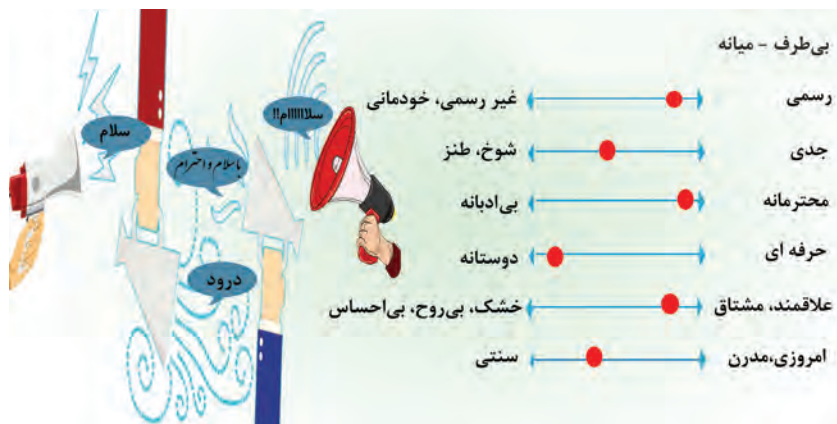 بی‌طرف - میانه
رسمی غیر رسمی، خودمانی
جدی شوخ، طنز
محترمانه بی‌ادبانه
حرفه ای دوستانه
علاقمند، مشتاق خشک، بی‌روح، بی‌احساس
امروزی،مدرن سنتی
سلاااااام!!
سلام
باسلام و احترام
درود